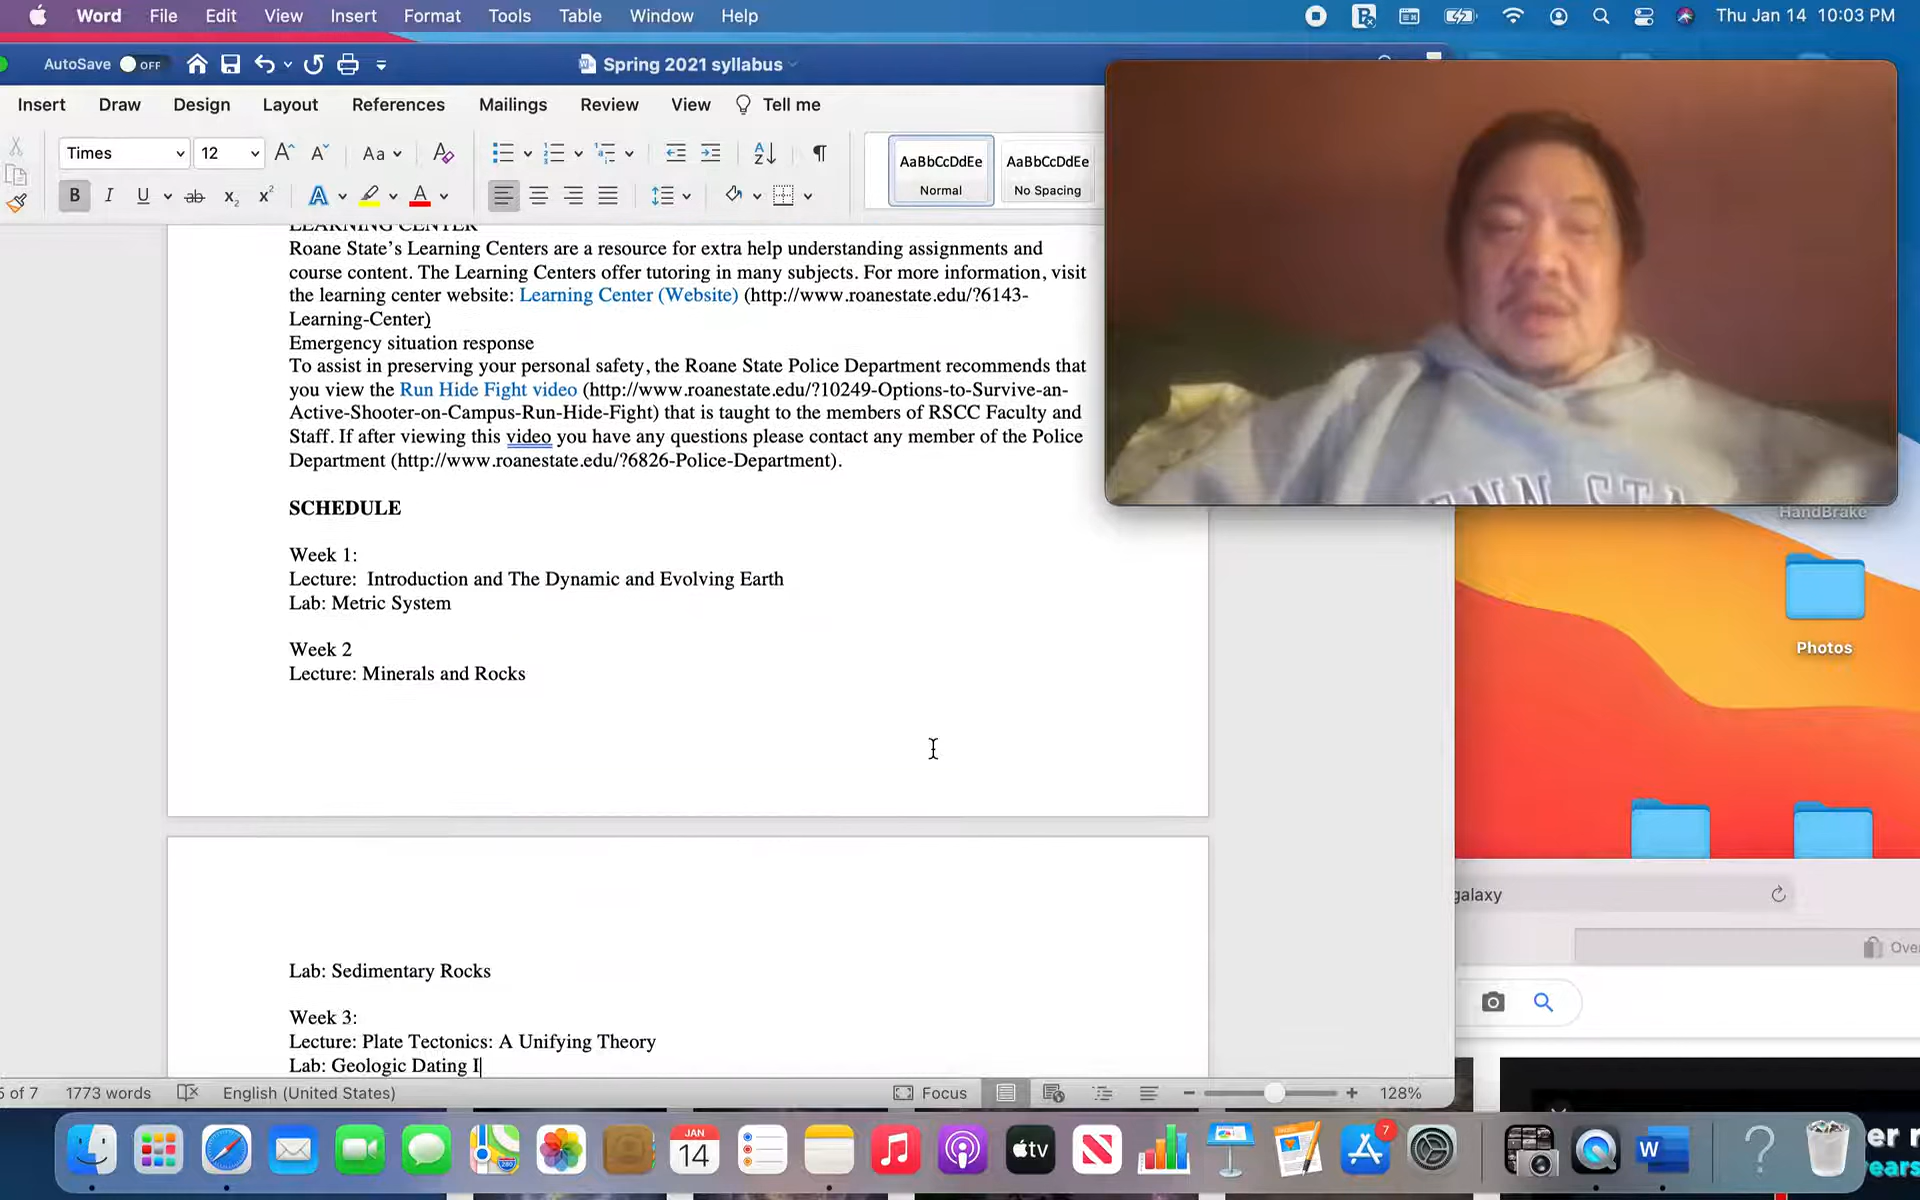 Word File Edit View Insert Format Tools Table Window Help Thu Jan 14 10:03 PM
AutoSave OFF Spring 2021 syllabus
Insert Draw Design Layout References Mailings Review View Tell me
Times 12 Aa AaBbCcDdEe AaBbCcDdEe
B I U ab x₂ x² A A Normal No Spacing
LEARNING CENTER
Roane State’s Learning Centers are a resource for extra help understanding assignments and
course content. The Learning Centers offer tutoring in many subjects. For more information, visit
the learning center website: Learning Center (Website) (http://www.roanestate.edu/?6143-
Learning-Center)
Emergency situation response
To assist in preserving your personal safety, the Roane State Police Department recommends that
you view the Run Hide Fight video (http://www.roanestate.edu/?10249-Options-to-Survive-an-
Active-Shooter-on-Campus-Run-Hide-Fight) that is taught to the members of RSCC Faculty and
Staff. If after viewing this video you have any questions please contact any member of the Police
Department (http://www.roanestate.edu/?6826-Police-Department).
SCHEDULE
Week 1:
Lecture:  Introduction and The Dynamic and Evolving Earth
Lab: Metric System
Week 2
Lecture: Minerals and Rocks
Lab: Sedimentary Rocks
Week 3:
Lecture: Plate Tectonics: A Unifying Theory
Lab: Geologic Dating I
of 7 1773 words English (United States) Focus 128%
HandBrake
Photos
galaxy
JAN
14
tv
7
W